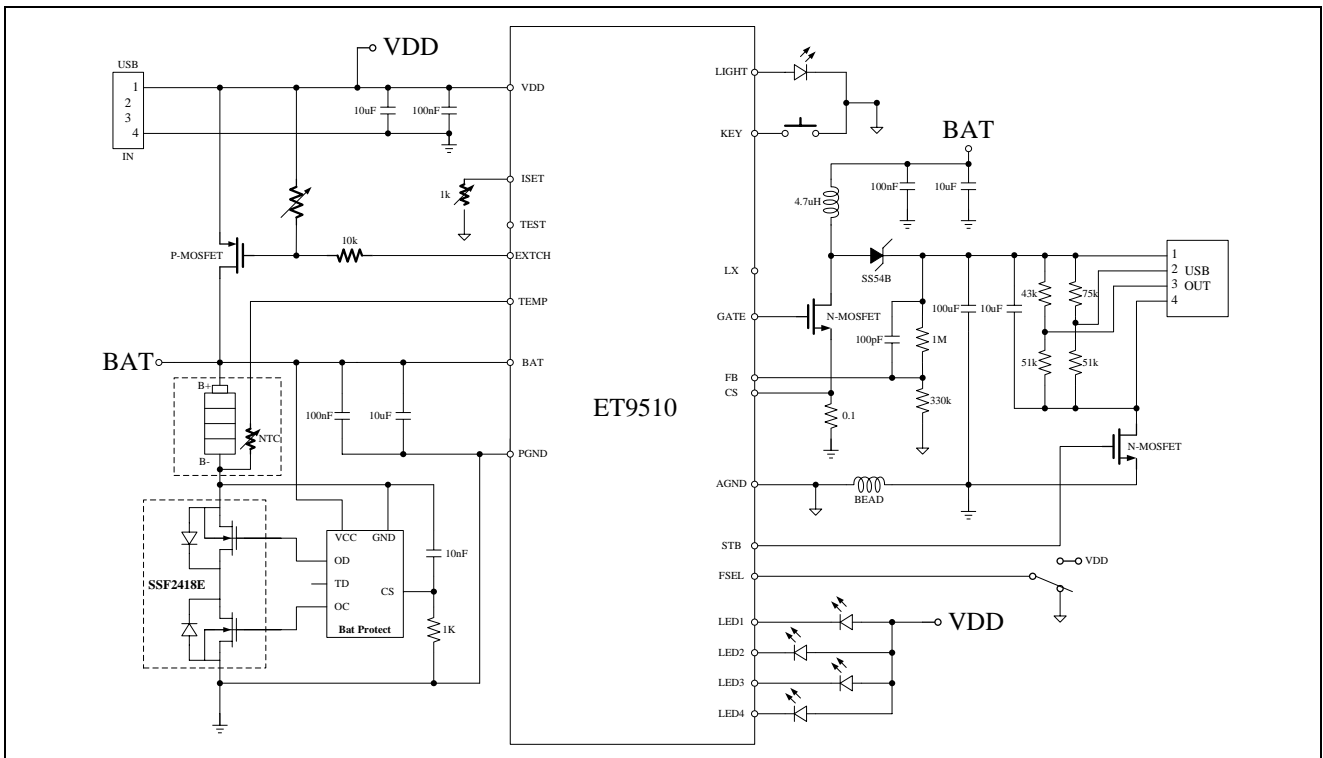 USB
1
2
3
4
IN
VDD
10uF
100nF
VDD
1k
ISET
TEST
10k
P-MOSFET
EXTCH
TEMP
BAT
BAT
B+
100nF
10uF
NTC
B-
PGND
VCC
GND
OD
TD
OC
CS
Bat Protect
SSF2418E
10nF
1K
ET9510
LIGHT
KEY
BAT
100nF
10uF
4.7uH
LX
SS54B
GATE
N-MOSFET
100pF
1M
100uF
10uF
43k
75k
51k
51k
1
2
3
4
USB
OUT
FB
CS
330k
0.1
N-MOSFET
AGND
BEAD
STB
FSEL
VDD
LED1
VDD
LED2
LED3
LED4